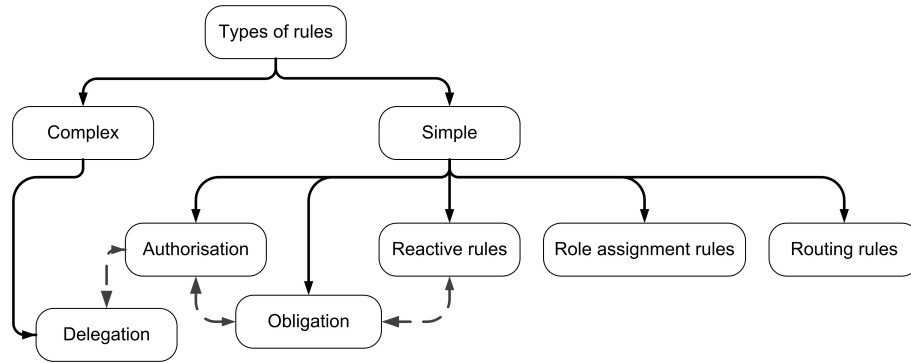 Types of rules
Complex
Simple
Authorisation
Reactive rules
Role assignment rules
Routing rules
Delegation
Obligation